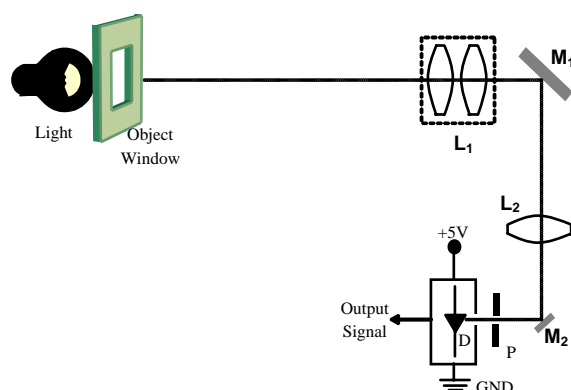 M₁
Light
Object
Window
L₁
L₂
+5V
Output
Signal
D
P
M₂
GND